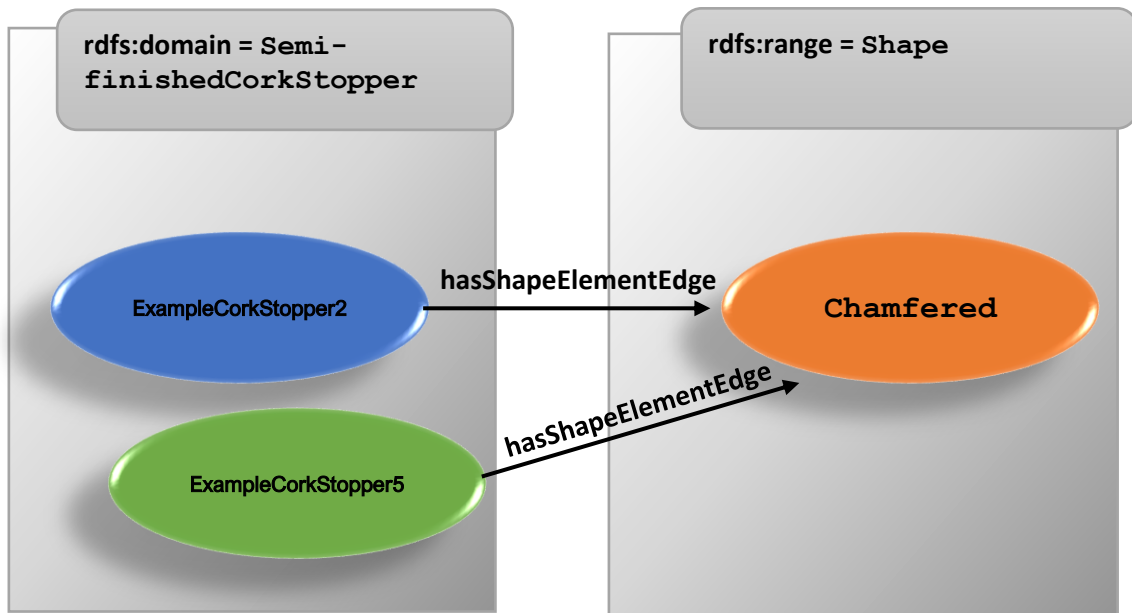 rdfs:domain = Semi-
finishedCorkStopper
rdfs:range = Shape
ExampleCorkStopper2
hasShapeElementEdge
Chamfered
hasShapeElementEdge
ExampleCorkStopper5